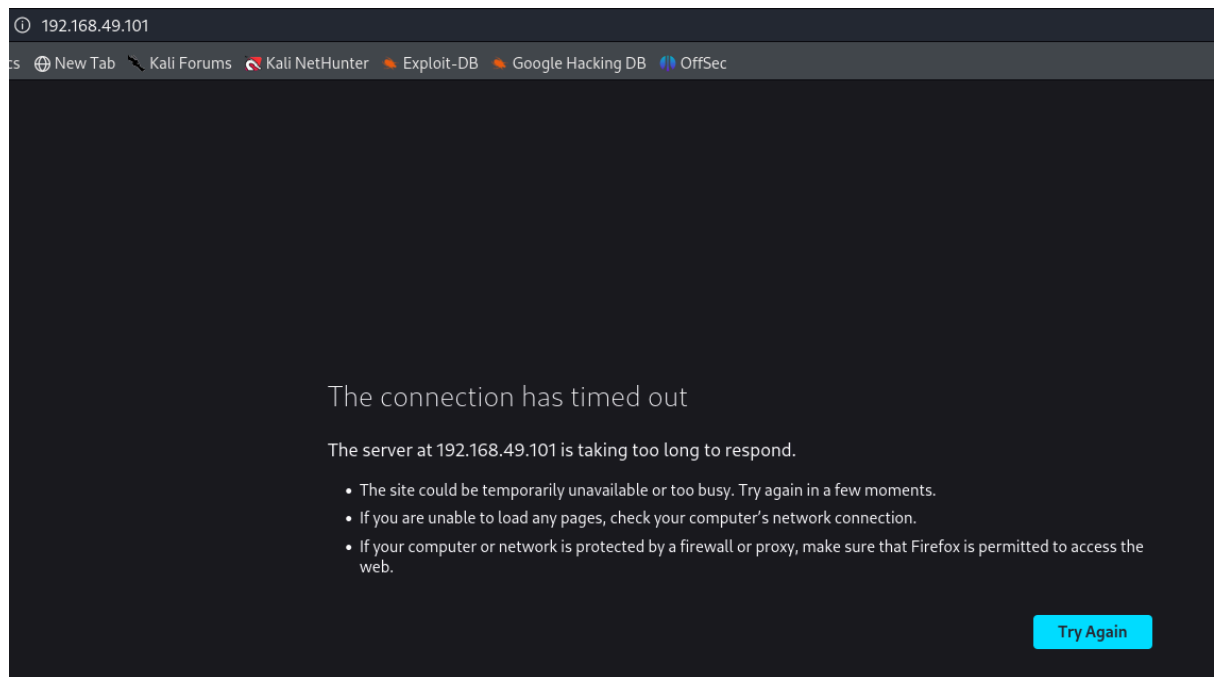 192.168.49.101
cs New Tab Kali Forums Kali NetHunter Exploit-DB Google Hacking DB OffSec
The connection has timed out
The server at 192.168.49.101 is taking too long to respond.
• The site could be temporarily unavailable or too busy. Try again in a few moments.
• If you are unable to load any pages, check your computer’s network connection.
• If your computer or network is protected by a firewall or proxy, make sure that Firefox is permitted to access the
web.
Try Again